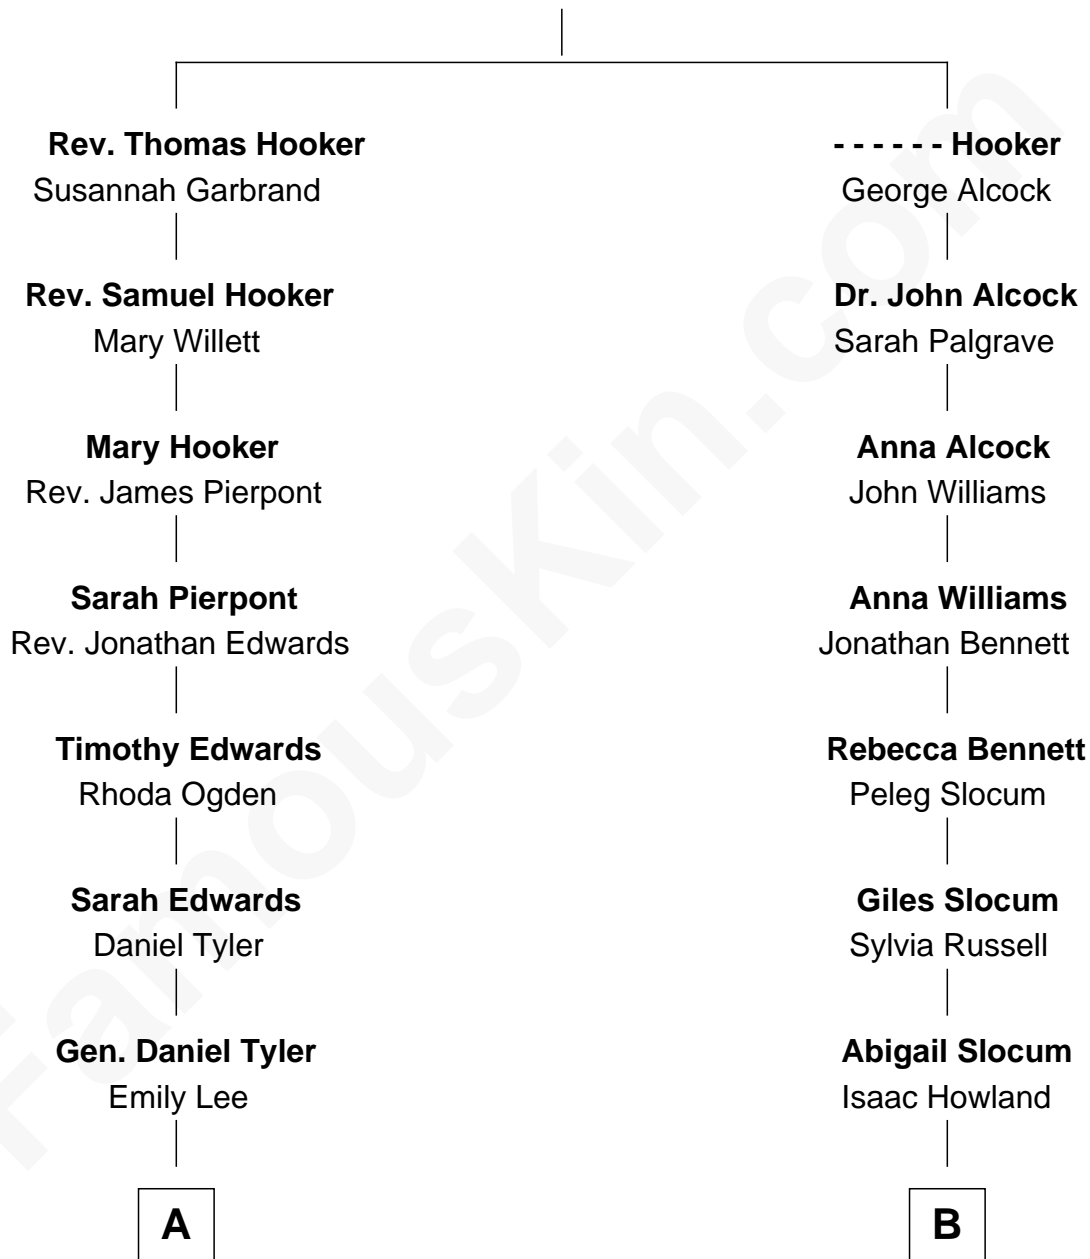 Rev. Thomas Hooker
Susannah Garbrand
Rev. Samuel Hooker
Mary Willett
Mary Hooker
Rev. James Pierpont
Sarah Pierpont
Rev. Jonathan Edwards
Timothy Edwards
Rhoda Ogden
Sarah Edwards
Daniel Tyler
Gen. Daniel Tyler
Emily Lee
A
- - - - - - Hooker
George Alcock
Dr. John Alcock
Sarah Palgrave
Anna Alcock
John Williams
Anna Williams
Jonathan Bennett
Rebecca Bennett
Peleg Slocum
Giles Slocum
Sylvia Russell
Abigail Slocum
Isaac Howland
B
FamousKin.com